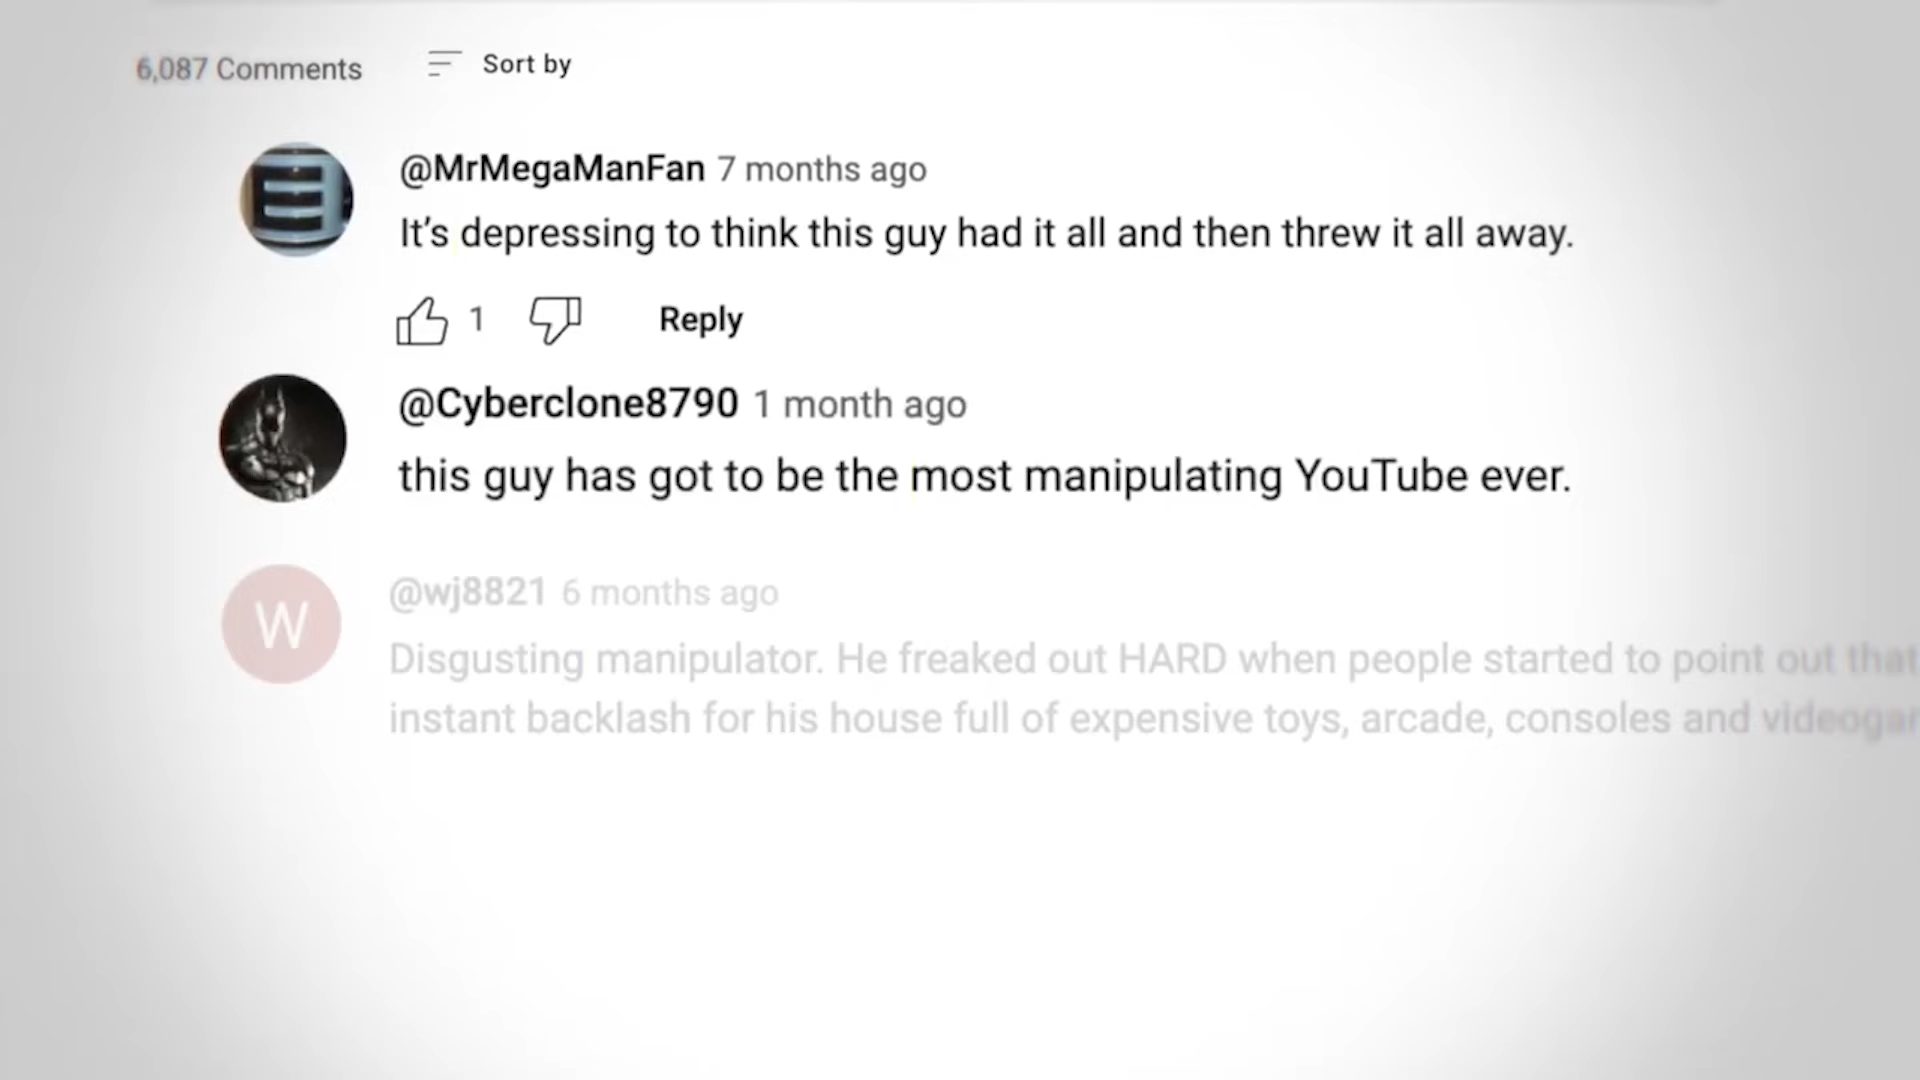 6,087 Comments
Sort by
@MrMegaManFan 7 months ago
It's depressing to think this guy had it all and then threw it all away.
1
Reply
@Cyberclone8790 1 month ago
this guy has got to be the most manipulating YouTube ever.
W
@wj8821 6 months ago
Disgusting manipulator. He freaked out HARD when people started to point out that
instant backlash for his house full of expensive toys, arcade, consoles and